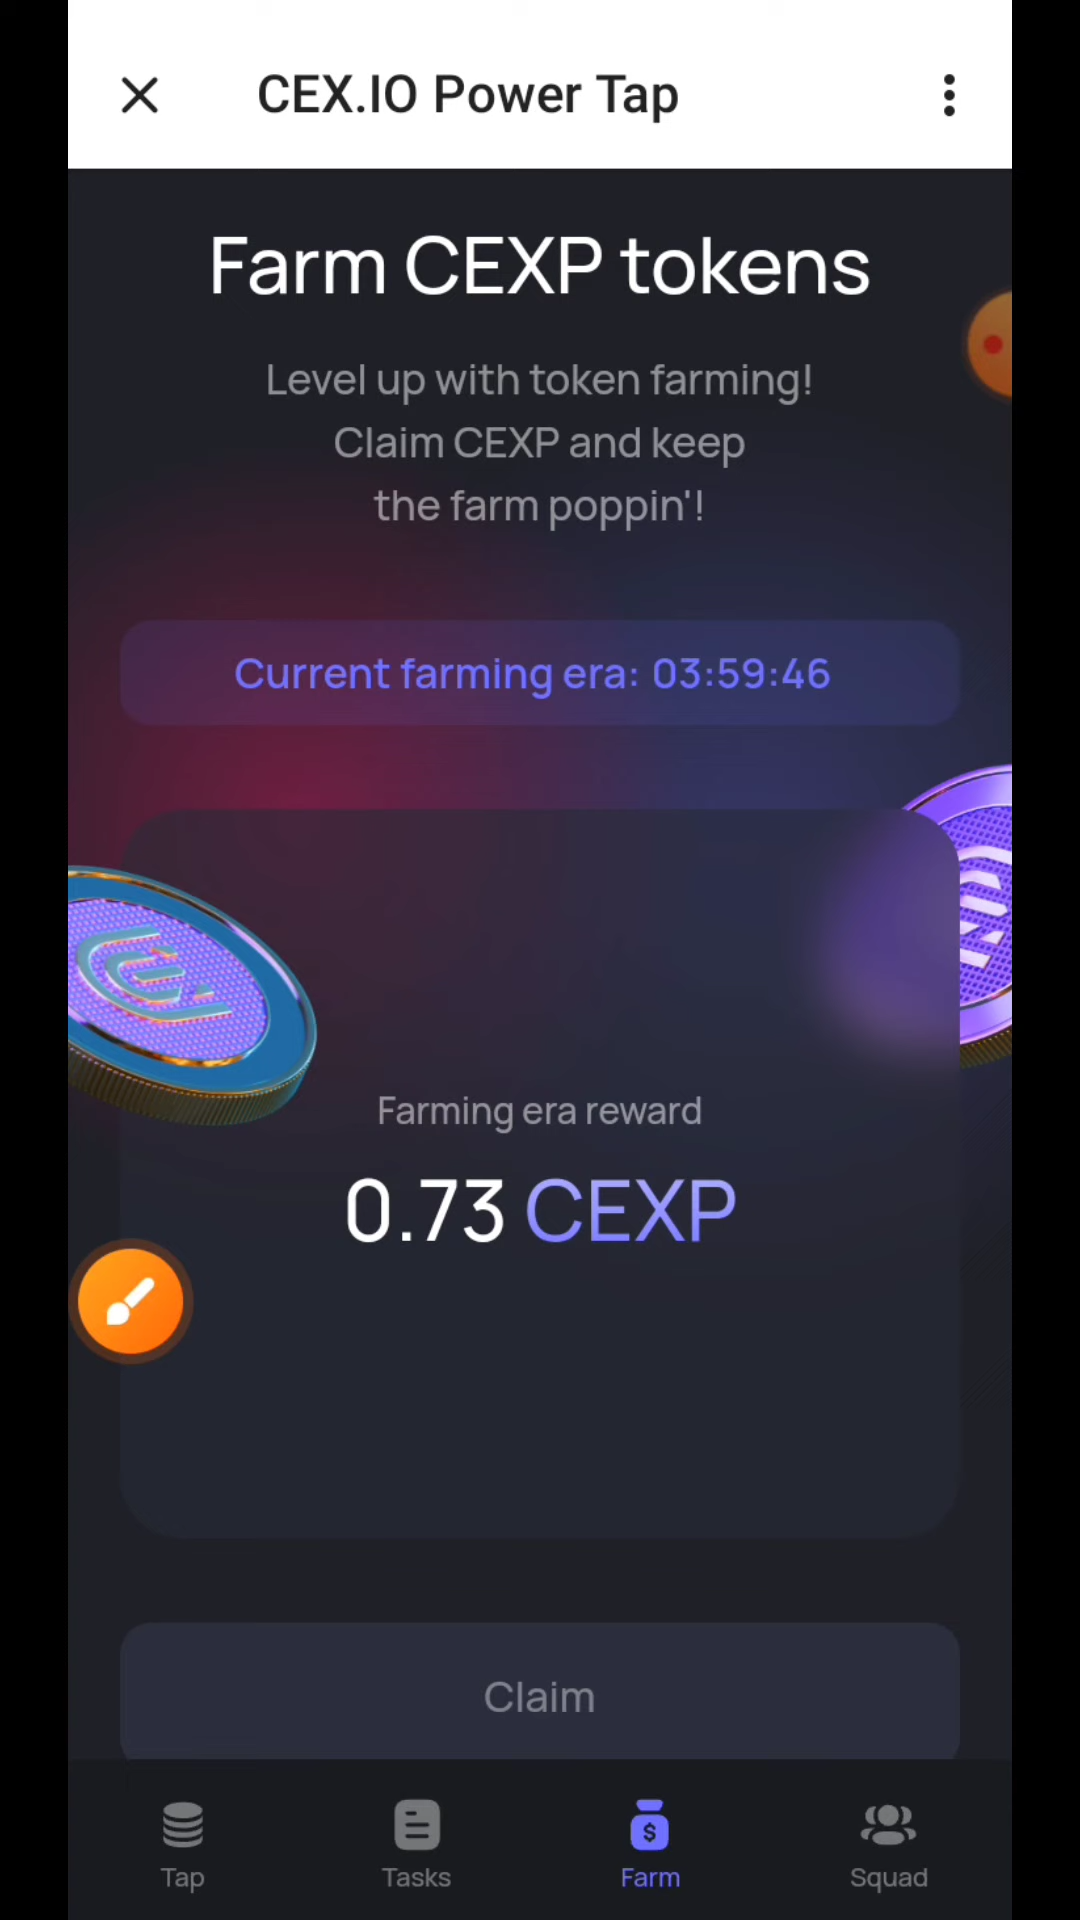 CEX.IO Power Tap
Farm CEXP tokens
Level up with token farming!
Claim CEXP and keep
the farm poppin'!
Current farming era: 03:59:46
Farming era reward
0.73 CEXP
Claim
Tap
Tasks
Farm
Squad